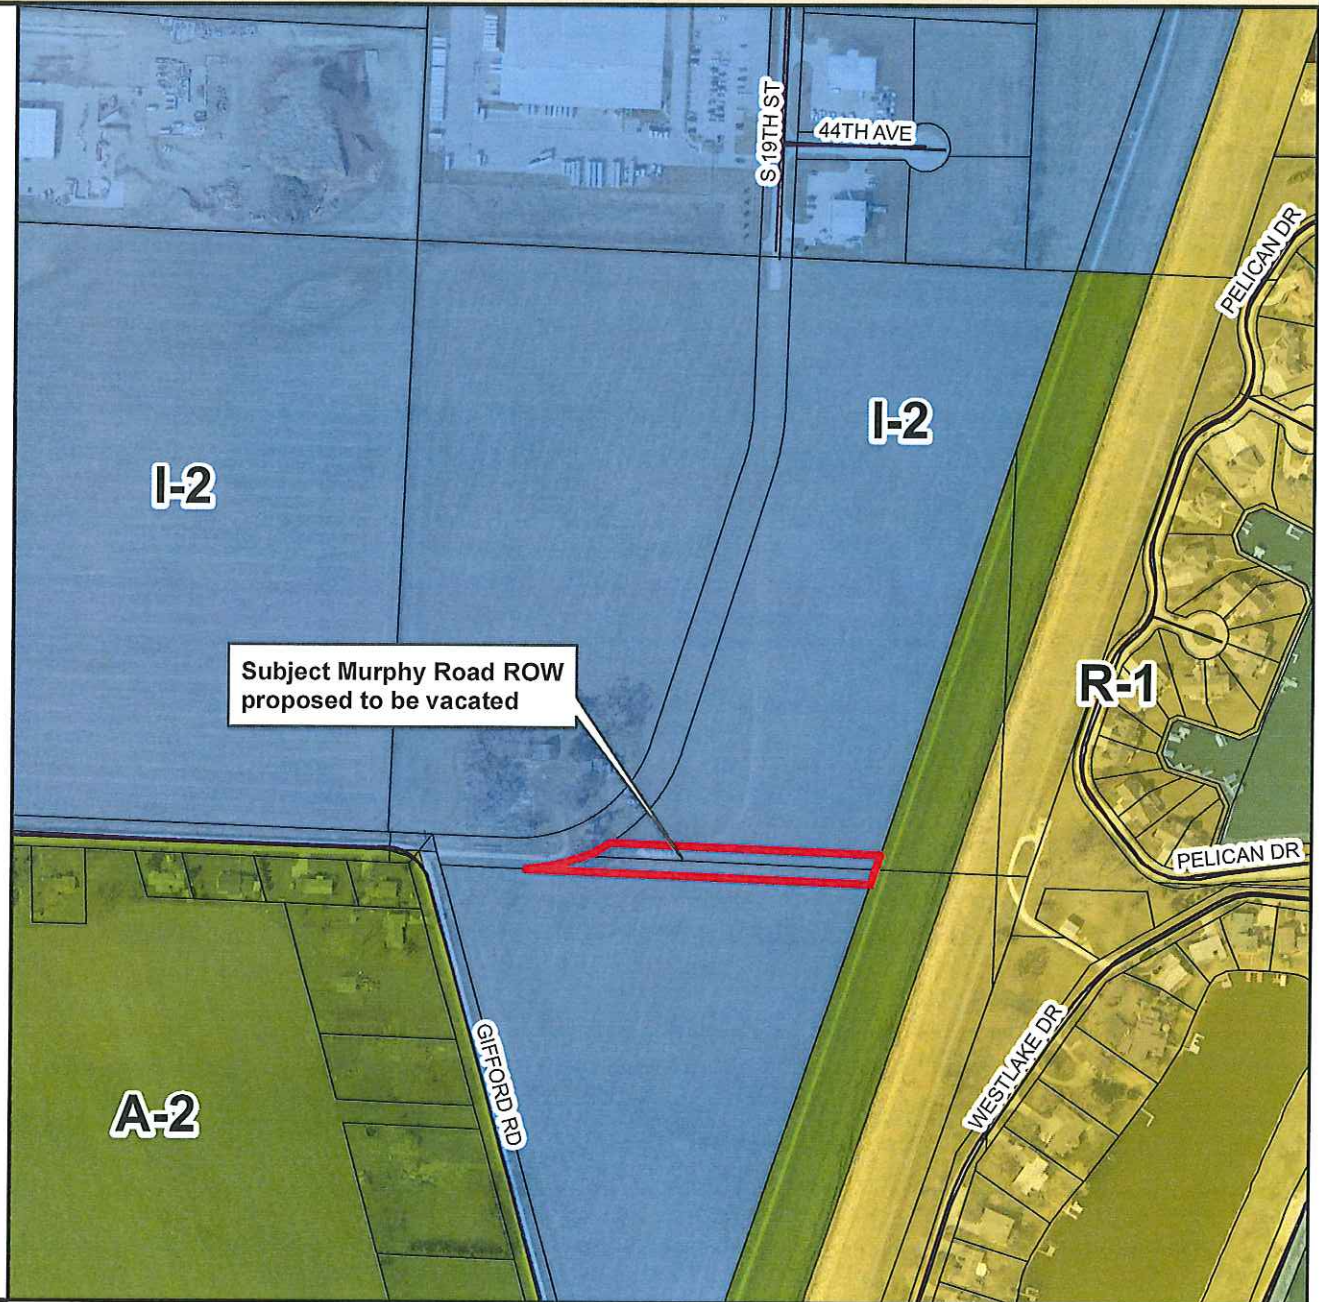 S 19TH ST
44TH AVE
PELICAN DR
I-2
I-2
Subject Murphy Road ROW
proposed to be vacated
R-1
PELICAN DR
GIFFORD RD
WESTLAKE DR
A-2